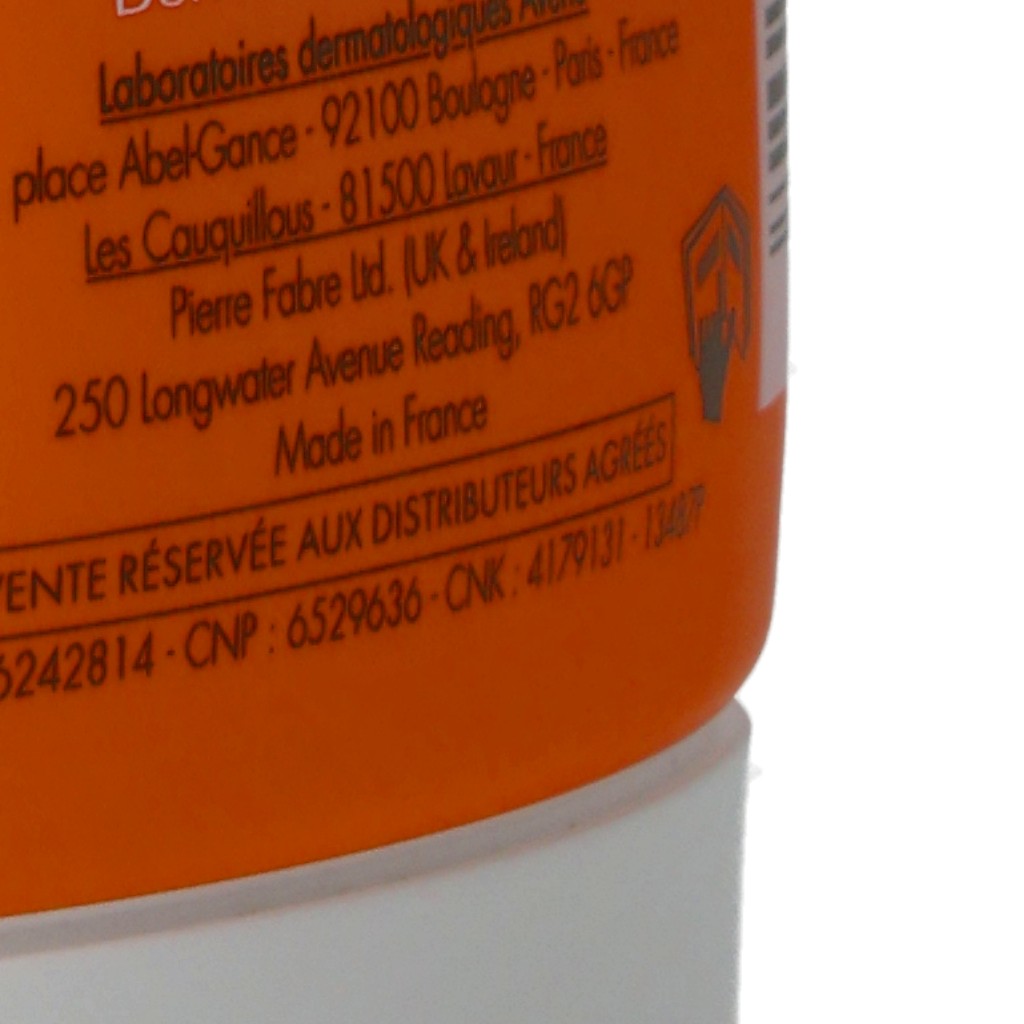 Laboratoires dermatologiques Avène
place Abel-Gance - 92100 Boulogne - Paris - France
Les Cauquillous - 81500 Lavaur - France
Pierre Fabre Ltd. (UK & Ireland)
250 Longwater Avenue Reading, RG2 6GP
Made in France
VENTE RÉSERVÉE AUX DISTRIBUTEURS AGRÉÉS
6242814 - CNP : 6529636 - CNK : 4179131 -